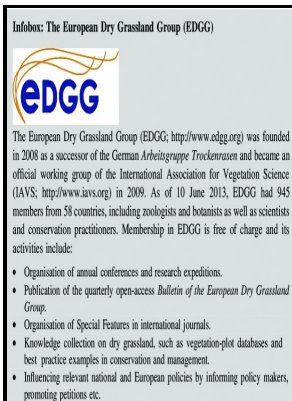 Infobox: The European Dry Grassland Group (EDGG)
eDGG
The European Dry Grassland Group (EDGG; http://www.edgg.org) was founded
in 2008 as a successor of the German Arbeitsgruppe Trockenrasen and became an
official working group of the International Association for Vegetation Science
(IAVS; http://www.iavs.org) in 2009. As of 10 June 2013, EDGG had 945
members from 58 countries, including zoologists and botanists as well as scientists
and conservation practitioners. Membership in EDGG is free of charge and its
activities include:
• Organisation of annual conferences and research expeditions.
• Publication of the quarterly open-access Bulletin of the European Dry Grassland
Group.
• Organisation of Special Features in international journals.
• Knowledge collection on dry grassland, such as vegetation-plot databases and
best practice examples in conservation and management.
• Influencing relevant national and European policies by informing policy makers,
promoting petitions etc.